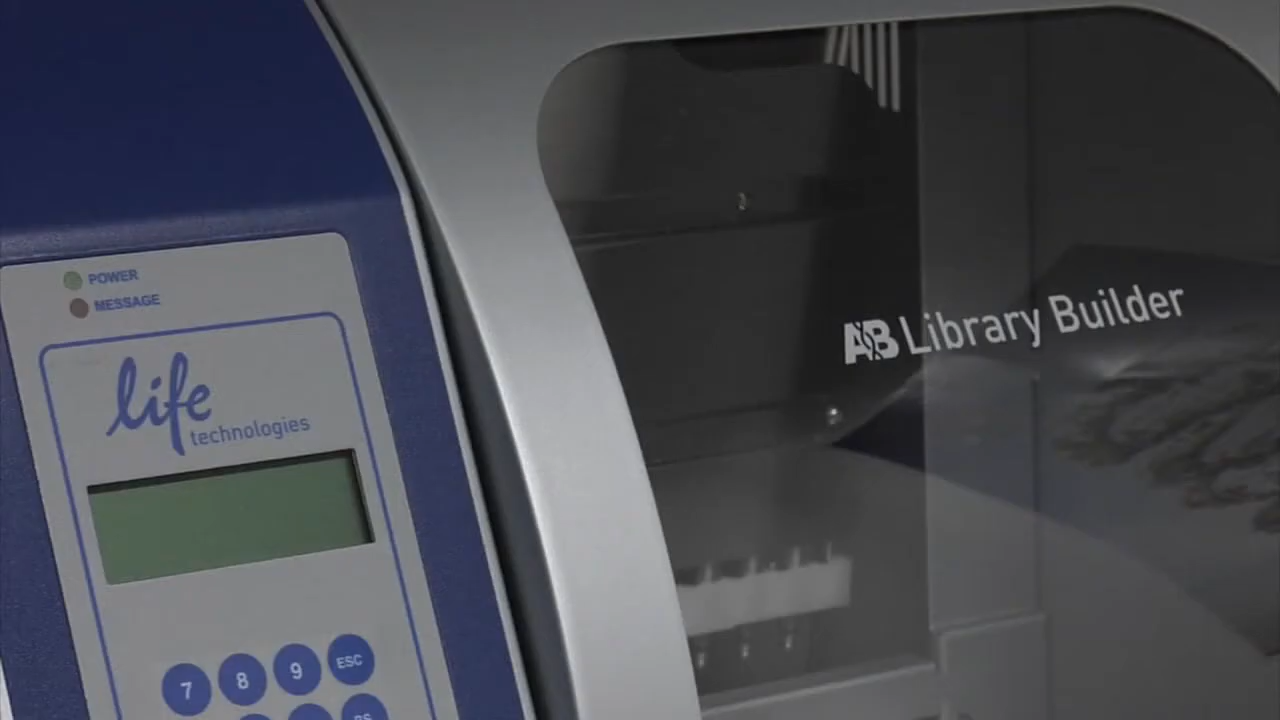 POWER
MESSAGE
life
technologies
AB Library Builder
7 8 9 ESC